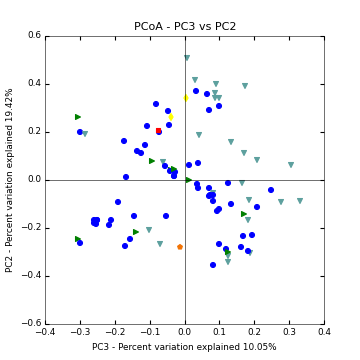 PCoA - PC3 vs PC2
0.6
0.4
0.2
0.0
−0.2
−0.4
−0.6
PC2 - Percent variation explained 19.42%
−0.4 −0.3 −0.2 −0.1 0.0 0.1 0.2 0.3 0.4
PC3 - Percent variation explained 10.05%